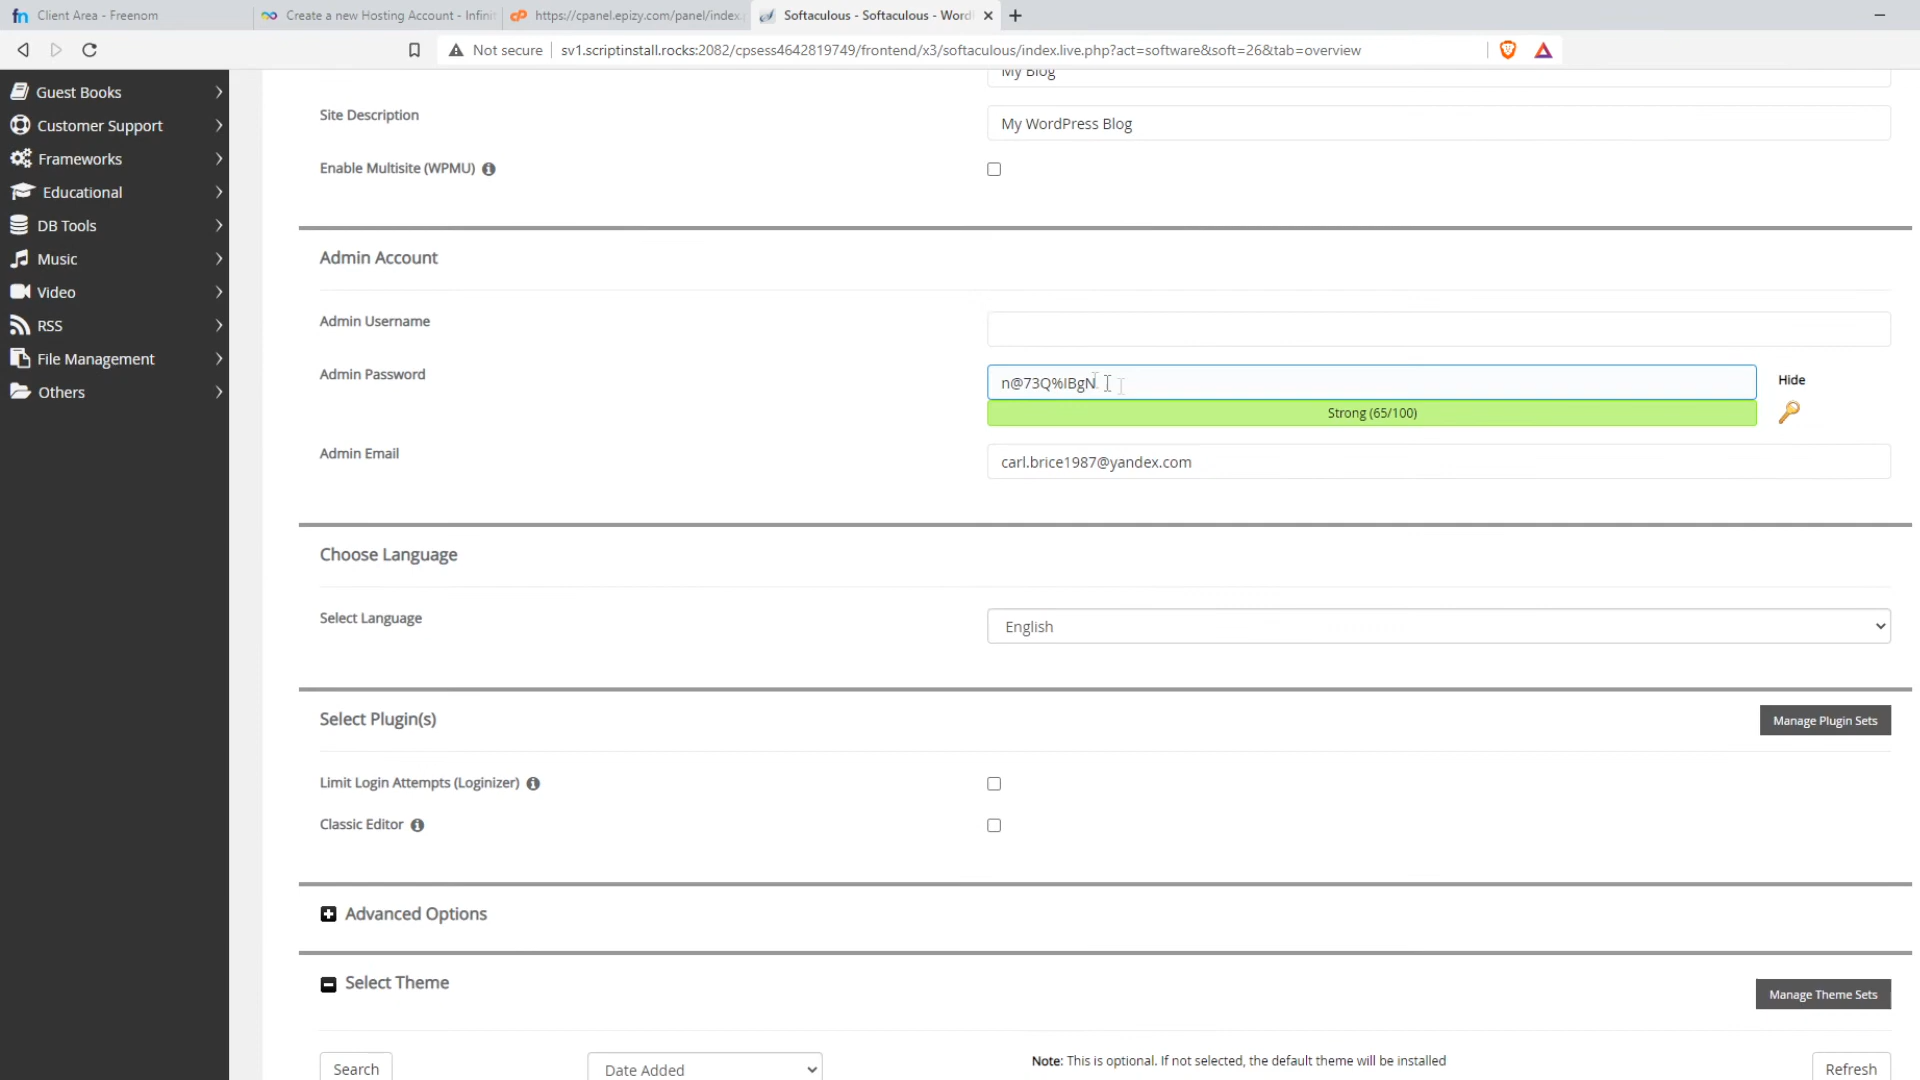 Client Area - Freenom
Create a new Hosting Account - Infini
https://cpanel.epizy.com/panel/index.
Softaculous - Softaculous - Word
Not secure
sv1.scriptinstall.rocks:2082/cpsess4642819749/frontend/x3/softaculous/index.live.php?act=software&soft=26&tab=overview
Guest Books
Customer Support
Frameworks
Educational
DB Tools
Music
Video
RSS
File Management
Others
My Blog
Site Description
My WordPress Blog
Enable Multisite (WPMU)
Admin Account
Admin Username
Admin Password
n@73Q%IBgN
Hide
Strong (65/100)
Admin Email
carl.brice1987@yandex.com
Choose Language
Select Language
English
Select Plugin(s)
Manage Plugin Sets
Limit Login Attempts (Loginizer)
Classic Editor
Advanced Options
Select Theme
Manage Theme Sets
Search
Date Added
Note: This is optional. If not selected, the default theme will be installed
Refresh